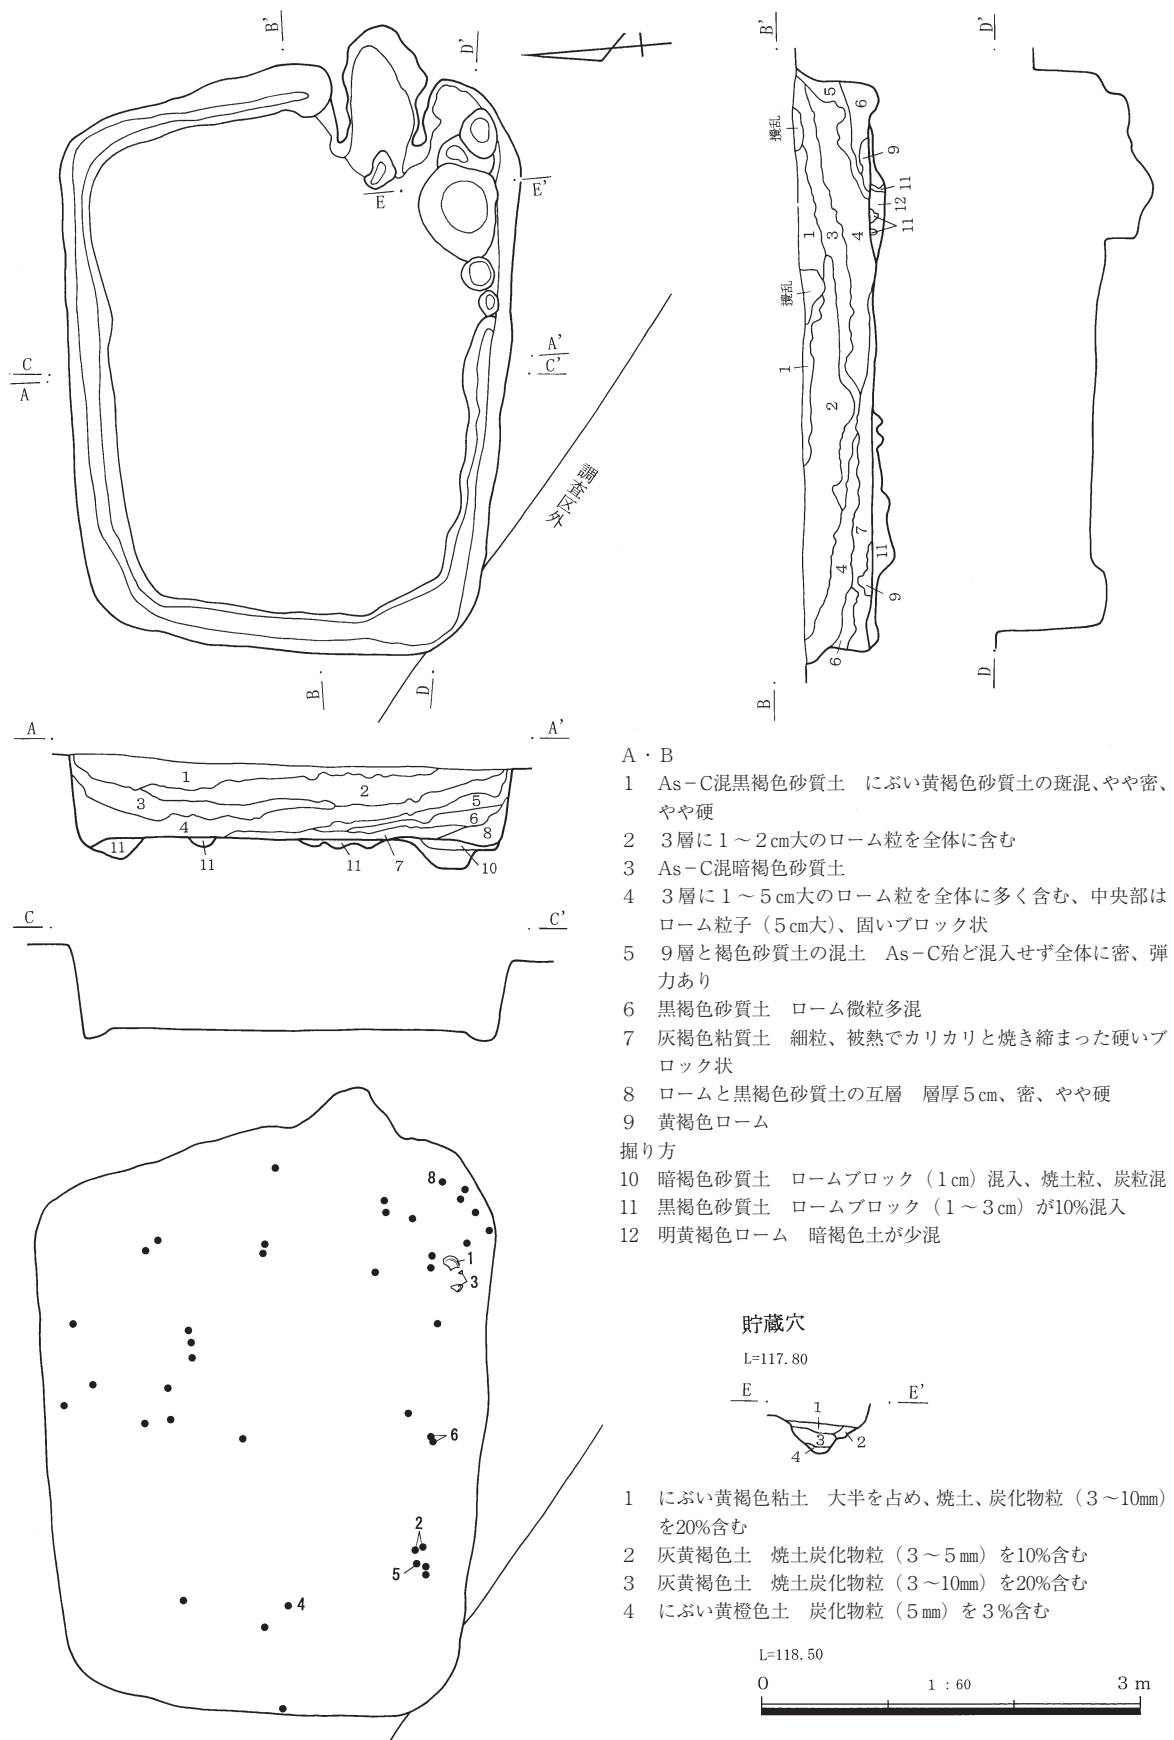 B'
D'
E
E'
C
A
A'
C'
調査区外
B
D
B'
攪乱
5
6
9
11
12
11
1
3
4
攪乱
1
2
7
4
11
9
6
B
D'
D
A
A'
1
2
3
5
4
6
8
11
11
11
7
10
C
C'
8
1
3
6
2
5
4
A・B
1 As-C混黒褐色砂質土 にぶい黄褐色砂質土の斑混、やや密、
やや硬
2 3層に1~2㎝大のローム粒を全体に含む
3 As-C混暗褐色砂質土
4 3層に1~5㎝大のローム粒を全体に多く含む、中央部は
ローム粒子(5㎝大)、固いブロック状
5 9層と褐色砂質土の混土 As-C殆ど混入せず全体に密、弾
力あり
6 黒褐色砂質土 ローム微粒多混
7 灰褐色粘質土 細粒、被熱でカリカリと焼き締まった硬いブ
ロック状
8 ロームと黒褐色砂質土の互層 層厚5㎝、密、やや硬
9 黄褐色ローム
掘り方
10 暗褐色砂質土 ロームブロック(1㎝)混入、焼土粒、炭粒混
11 黒褐色砂質土 ロームブロック(1~3㎝)が10%混入
12 明黄褐色ローム 暗褐色土が少混
貯蔵穴
L=117.80
E
E'
1
3
2
4
1 にぶい黄褐色粘土 大半を占め、焼土、炭化物粒(3~10㎜)
を20%含む
2 灰黄褐色土 焼土炭化物粒(3~5㎜)を10%含む
3 灰黄褐色土 焼土炭化物粒(3~10㎜)を20%含む
4 にぶい黄橙色土 炭化物粒(5㎜)を3%含む
L=118.50
0 1:60 3m